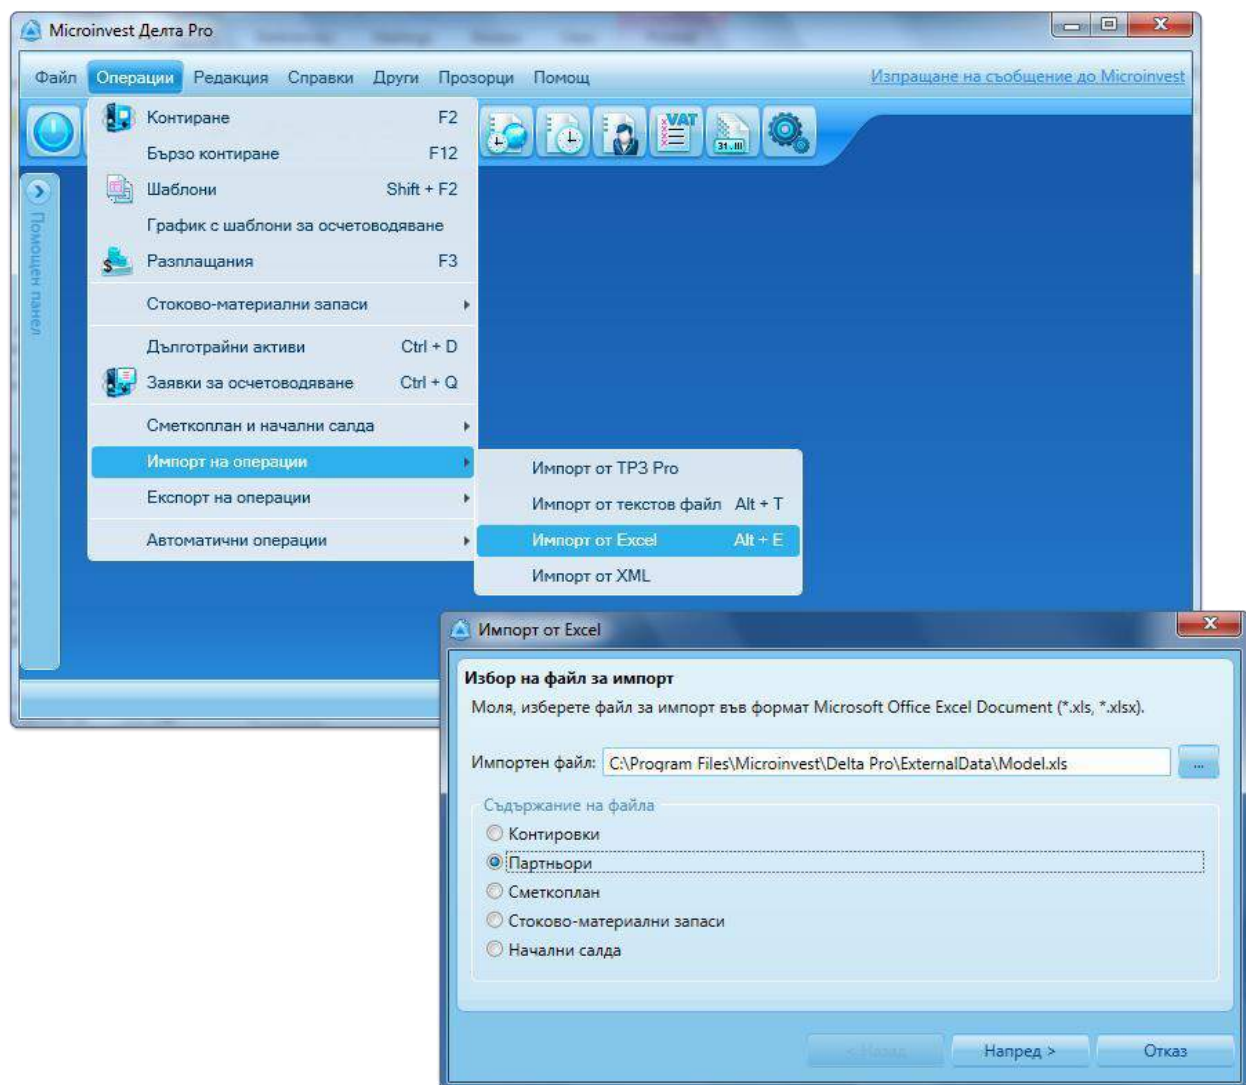 Microinvest Делта Pro
Файл Операции Редакция Справки Други Прозорци Помощ Изпращане на съобщение до Microinvest
Контиране F2
VAT
31.III
Бързо контиране F12
Шаблони Shift + F2
График с шаблони за осчетоводяване
Разплащания F3
Помощен панел
Стоково-материални запаси
Дълготрайни активи Ctrl + D
Заявки за осчетоводяване Ctrl + Q
Сметкоплан и начални салда
Импорт на операции
Експорт на операции
Автоматични операции
Импорт от ТРЗ Pro
Импорт от текстов файл Alt + T
Импорт от Excel Alt + E
Импорт от XML
Импорт от Excel
Избор на файл за импорт
Моля, изберете файл за импорт във формат Microsoft Office Excel Document (*.xls, *.xlsx).
Импортен файл: C:\Program Files\Microinvest\Delta Pro\ExternalData\Model.xls ...
Съдържание на файла
Контировки
Партньори
Сметкоплан
Стоково-материални запаси
Начални салда
< Назад Напред > Отказ